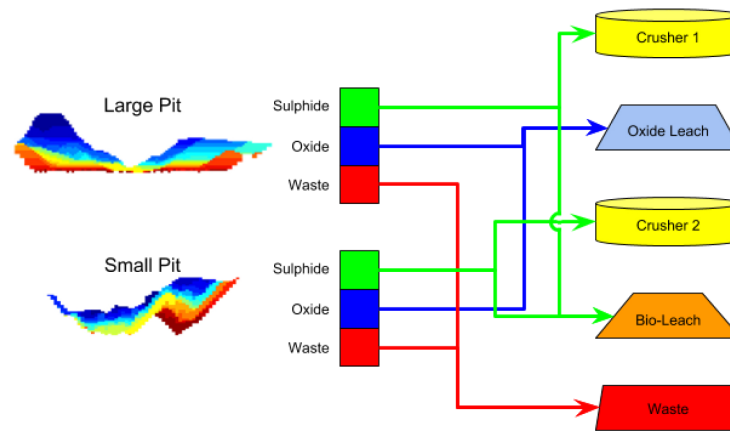 Large Pit
Sulphide
Oxide
Waste
Small Pit
Sulphide
Oxide
Waste
Crusher 1
Oxide Leach
Crusher 2
Bio-Leach
Waste